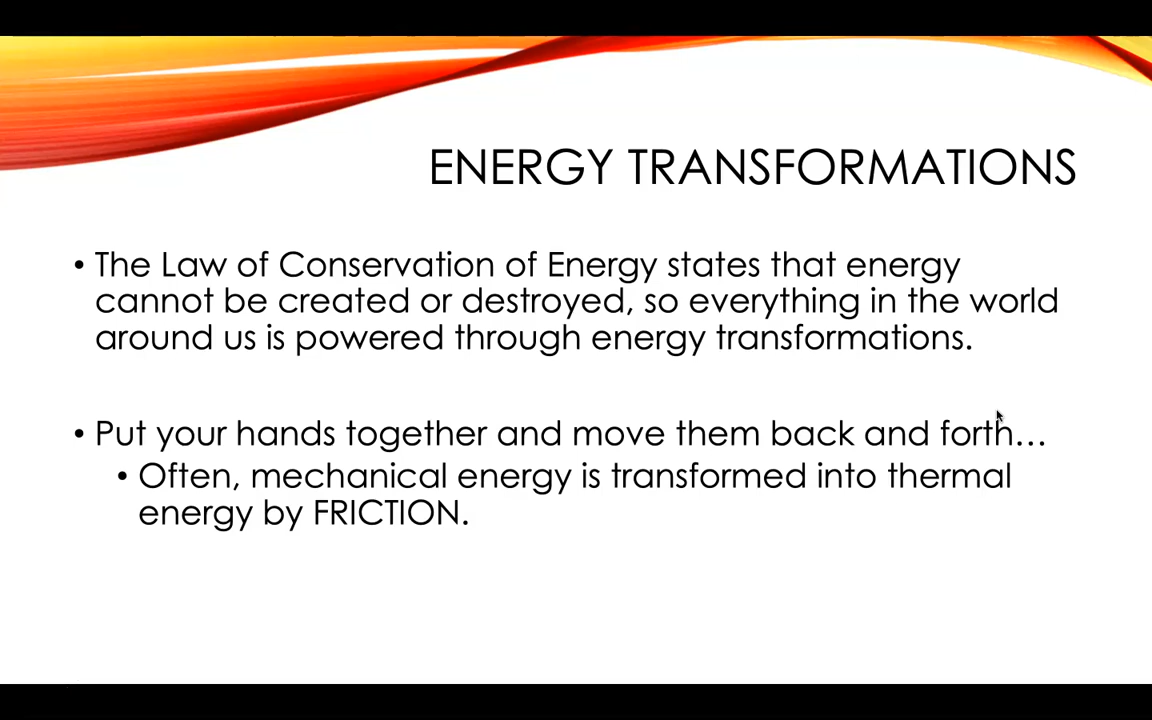 ENERGY TRANSFORMATIONS
• The Law of Conservation of Energy states that energy
cannot be created or destroyed, so everything in the world
around us is powered through energy transformations.
• Put your hands together and move them back and forth...
• Often, mechanical energy is transformed into thermal
energy by FRICTION.